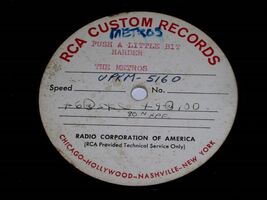 RCA CUSTOM RECORDS
METROS
PUSH A LITTLE BIT
HARDER
THE METROS
UPKM-5160
Speed No.
RADIO CORPORATION OF AMERICA
(RCA Provided Technical Service Only)
CHICAGO-HOLLYWOOD-NASHVILLE-NEW YORK